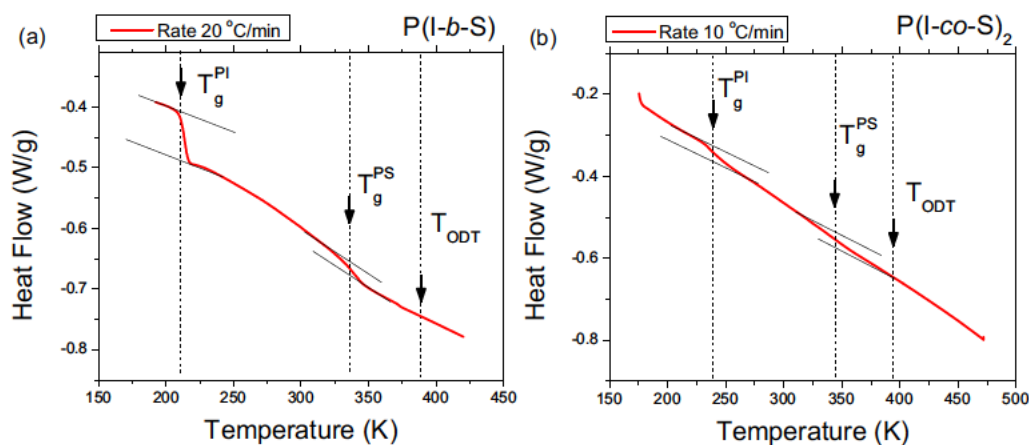 (a)
Rate 20 °C/min
P(I-b-S)
T_g^PI
T_g^PS
T_ODT
-0.4
-0.5
-0.6
-0.7
-0.8
Heat Flow (W/g)
150 200 250 300 350 400 450
Temperature (K)
(b)
Rate 10 °C/min
P(I-co-S)₂
T_g^PI
T_g^PS
T_ODT
-0.2
-0.4
-0.6
-0.8
Heat Flow (W/g)
150 200 250 300 350 400 450 500
Temperature (K)